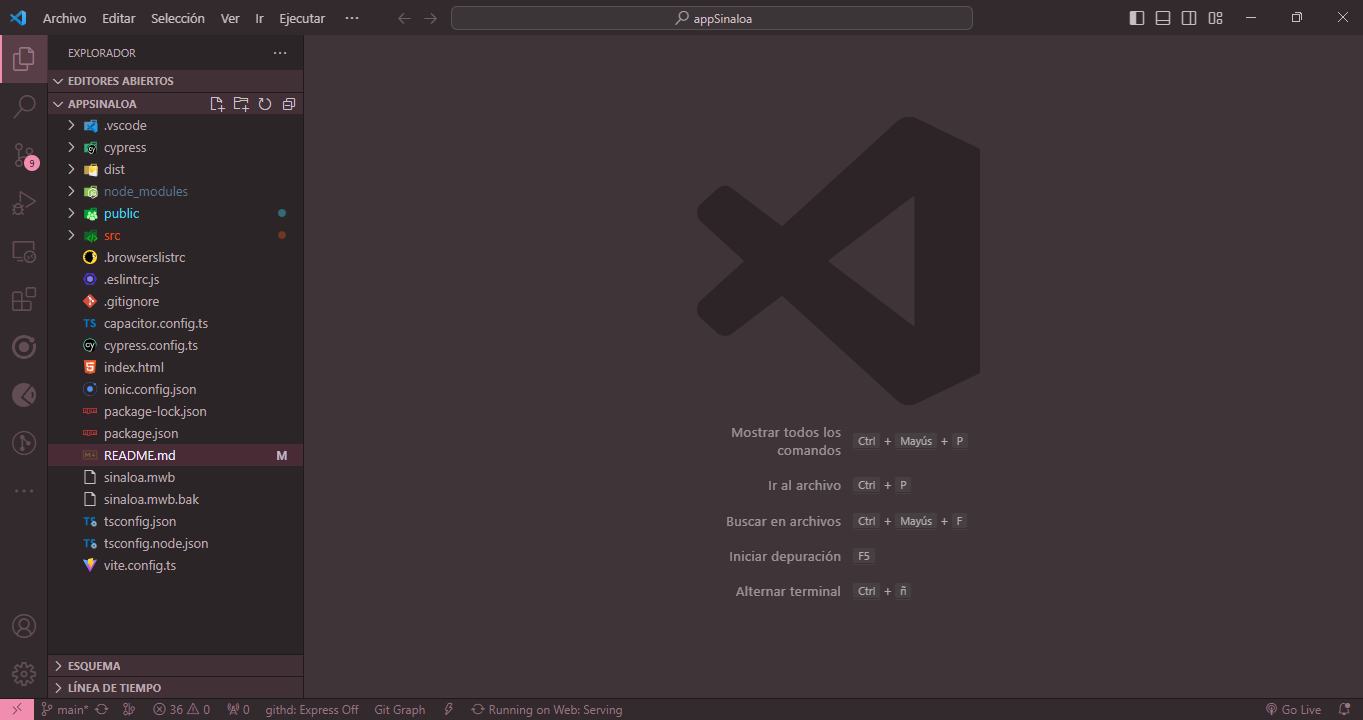 Archivo Editar Selección Ver Ir Ejecutar ··· appSinaloa
EXPLORADOR ···
EDITORES ABIERTOS
APPSINALOA
.vscode
cypress
dist
node_modules
public
src
.browserslistrc
.eslintrc.js
.gitignore
TS capacitor.config.ts
cy cypress.config.ts
index.html
ionic.config.json
package-lock.json
package.json
README.md M
sinaloa.mwb
sinaloa.mwb.bak
TS tsconfig.json
TS tsconfig.node.json
vite.config.ts
ESQUEMA
LÍNEA DE TIEMPO
9
Mostrar todos los
comandos Ctrl + Mayús + P
Ir al archivo Ctrl + P
Buscar en archivos Ctrl + Mayús + F
Iniciar depuración F5
Alternar terminal Ctrl + ñ
main* 36 0 0 githd: Express Off Git Graph Running on Web: Serving Go Live